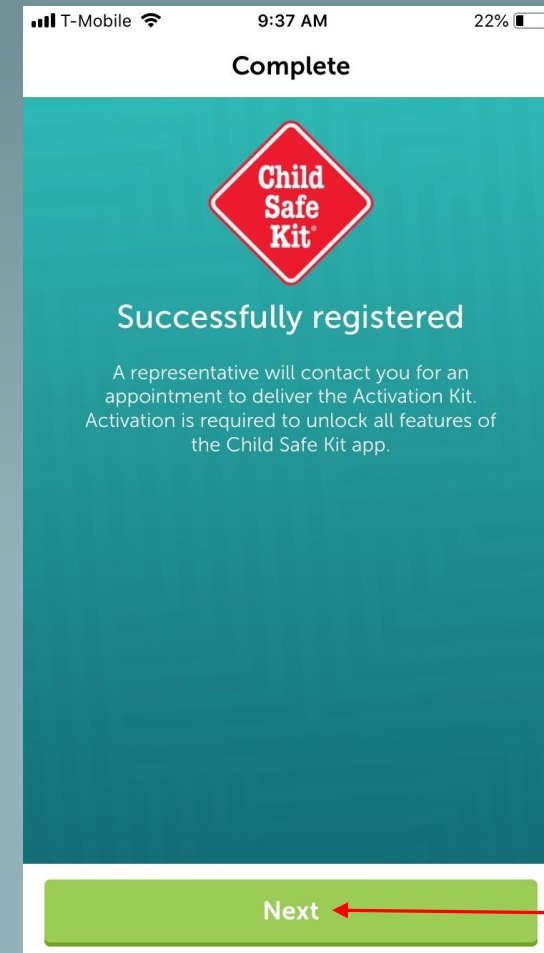 T-Mobile 9:37 AM 22%
Complete
Child
Safe
Kit®
Successfully registered
A representative will contact you for an
appointment to deliver the Activation Kit.
Activation is required to unlock all features of
the Child Safe Kit app.
Next